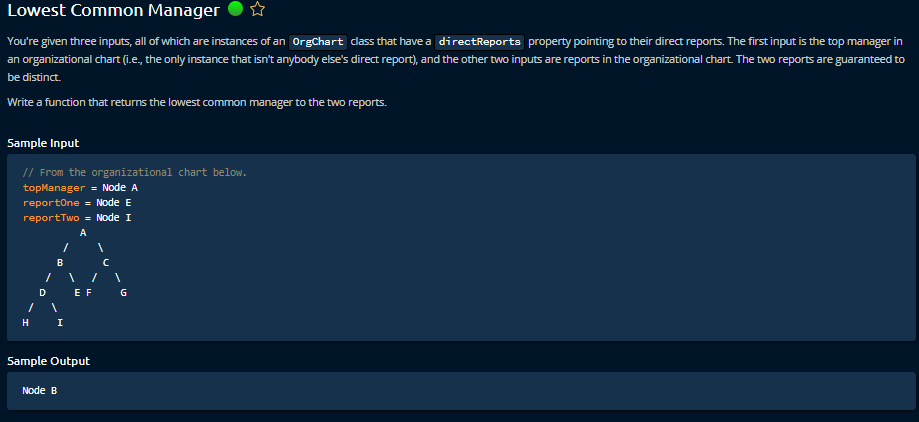 Lowest Common Manager
You're given three inputs, all of which are instances of an OrgChart class that have a directReports property pointing to their direct reports. The first input is the top manager in
an organizational chart (i.e., the only instance that isn't anybody else's direct report), and the other two inputs are reports in the organizational chart. The two reports are guaranteed to
be distinct.
Write a function that returns the lowest common manager to the two reports.
Sample Input
// From the organizational chart below.
topManager = Node A
reportOne = Node E
reportTwo = Node I
A
/ \
B C
/ \ / \
D E F G
/ \
H I
Sample Output
Node B